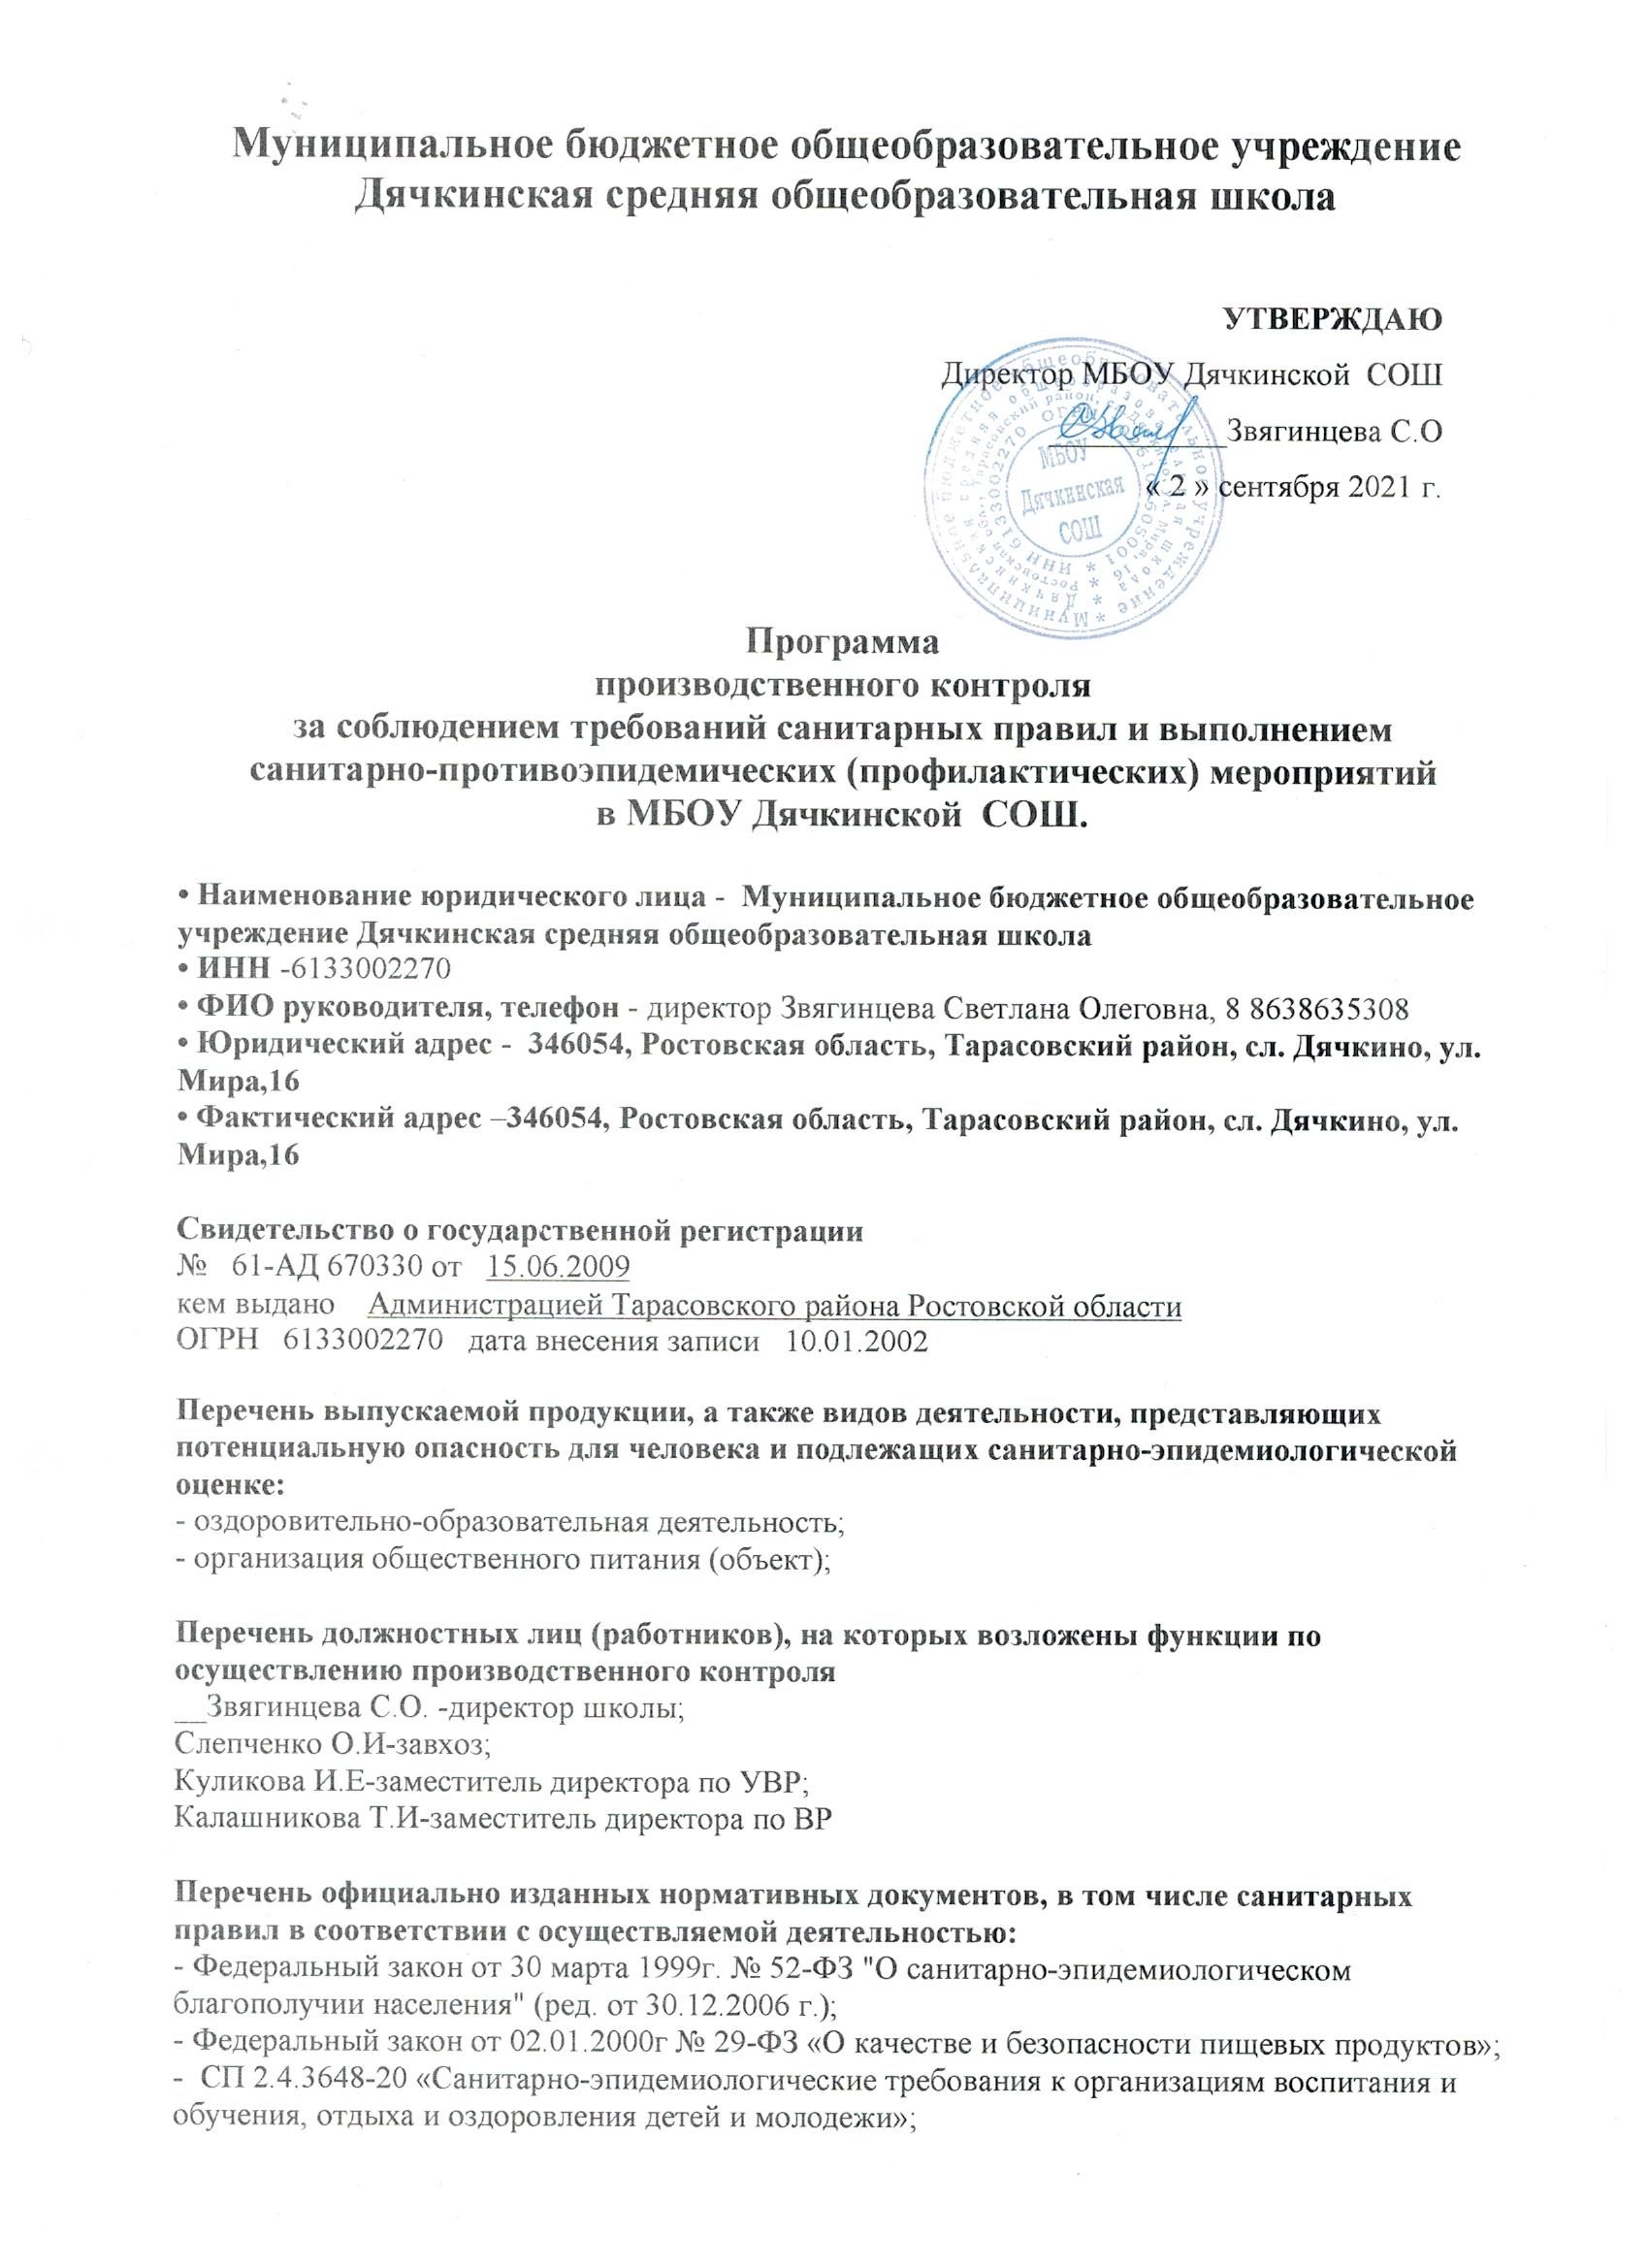 Муниципальное бюджетное общеобразовательное учреждение
Дячкинская средняя общеобразовательная школа
УТВЕРЖДАЮ
Директор МБОУ Дячкинской СОШ
Звягинцева С.О
« 2 » сентября 2021 г.
МБОУ
Дячкинская
СОШ
Программа
производственного контроля
за соблюдением требований санитарных правил и выполнением
санитарно-противоэпидемических (профилактических) мероприятий
в МБОУ Дячкинской СОШ.
• Наименование юридического лица - Муниципальное бюджетное общеобразовательное
учреждение Дячкинская средняя общеобразовательная школа
• ИНН -6133002270
• ФИО руководителя, телефон - директор Звягинцева Светлана Олеговна, 8 8638635308
• Юридический адрес - 346054, Ростовская область, Тарасовский район, сл. Дячкино, ул.
Мира,16
• Фактический адрес –346054, Ростовская область, Тарасовский район, сл. Дячкино, ул.
Мира,16
Свидетельство о государственной регистрации
№ 61-АД 670330 от 15.06.2009
кем выдано Администрацией Тарасовского района Ростовской области
ОГРН 6133002270 дата внесения записи 10.01.2002
Перечень выпускаемой продукции, а также видов деятельности, представляющих
потенциальную опасность для человека и подлежащих санитарно-эпидемиологической
оценке:
- оздоровительно-образовательная деятельность;
- организация общественного питания (объект);
Перечень должностных лиц (работников), на которых возложены функции по
осуществлению производственного контроля
__Звягинцева С.О. -директор школы;
Слепченко О.И-завхоз;
Куликова И.Е-заместитель директора по УВР;
Калашникова Т.И-заместитель директора по ВР
Перечень официально изданных нормативных документов, в том числе санитарных
правил в соответствии с осуществляемой деятельностью:
- Федеральный закон от 30 марта 1999г. № 52-ФЗ "О санитарно-эпидемиологическом
благополучии населения" (ред. от 30.12.2006 г.);
- Федеральный закон от 02.01.2000г № 29-ФЗ «О качестве и безопасности пищевых продуктов»;
- СП 2.4.3648-20 «Санитарно-эпидемиологические требования к организациям воспитания и
обучения, отдыха и оздоровления детей и молодежи»;